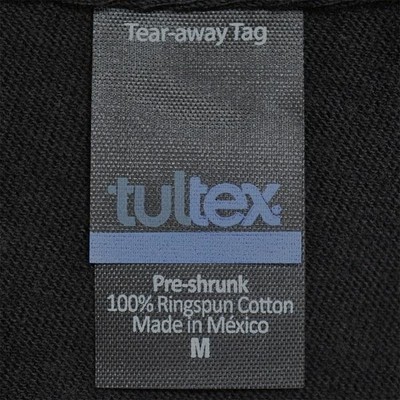 Tear-away Tag
tultex
Pre-shrunk
100% Ringspun Cotton
Made in México
M